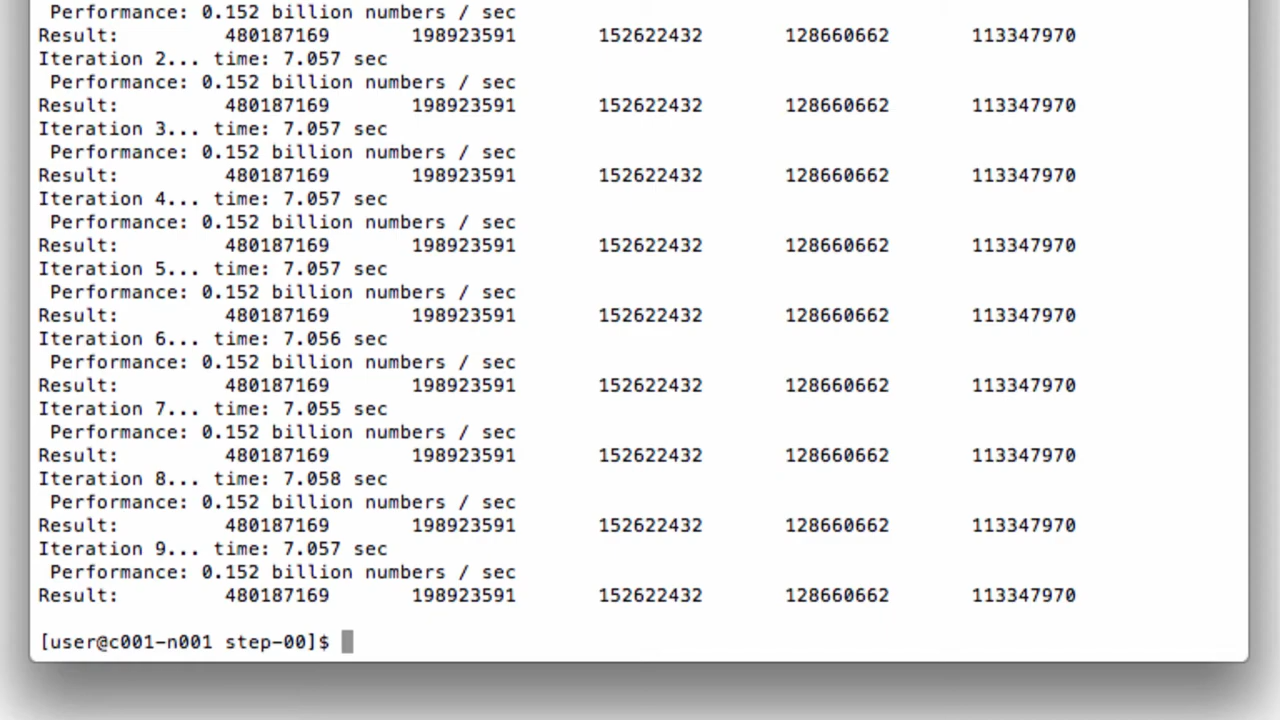 Performance: 0.152 billion numbers / sec
Result: 480187169 198923591 152622432 128660662 113347970
Iteration 2... time: 7.057 sec
Performance: 0.152 billion numbers / sec
Result: 480187169 198923591 152622432 128660662 113347970
Iteration 3... time: 7.057 sec
Performance: 0.152 billion numbers / sec
Result: 480187169 198923591 152622432 128660662 113347970
Iteration 4... time: 7.057 sec
Performance: 0.152 billion numbers / sec
Result: 480187169 198923591 152622432 128660662 113347970
Iteration 5... time: 7.057 sec
Performance: 0.152 billion numbers / sec
Result: 480187169 198923591 152622432 128660662 113347970
Iteration 6... time: 7.056 sec
Performance: 0.152 billion numbers / sec
Result: 480187169 198923591 152622432 128660662 113347970
Iteration 7... time: 7.055 sec
Performance: 0.152 billion numbers / sec
Result: 480187169 198923591 152622432 128660662 113347970
Iteration 8... time: 7.058 sec
Performance: 0.152 billion numbers / sec
Result: 480187169 198923591 152622432 128660662 113347970
Iteration 9... time: 7.057 sec
Performance: 0.152 billion numbers / sec
Result: 480187169 198923591 152622432 128660662 113347970
[user@c001-n001 step-00]$